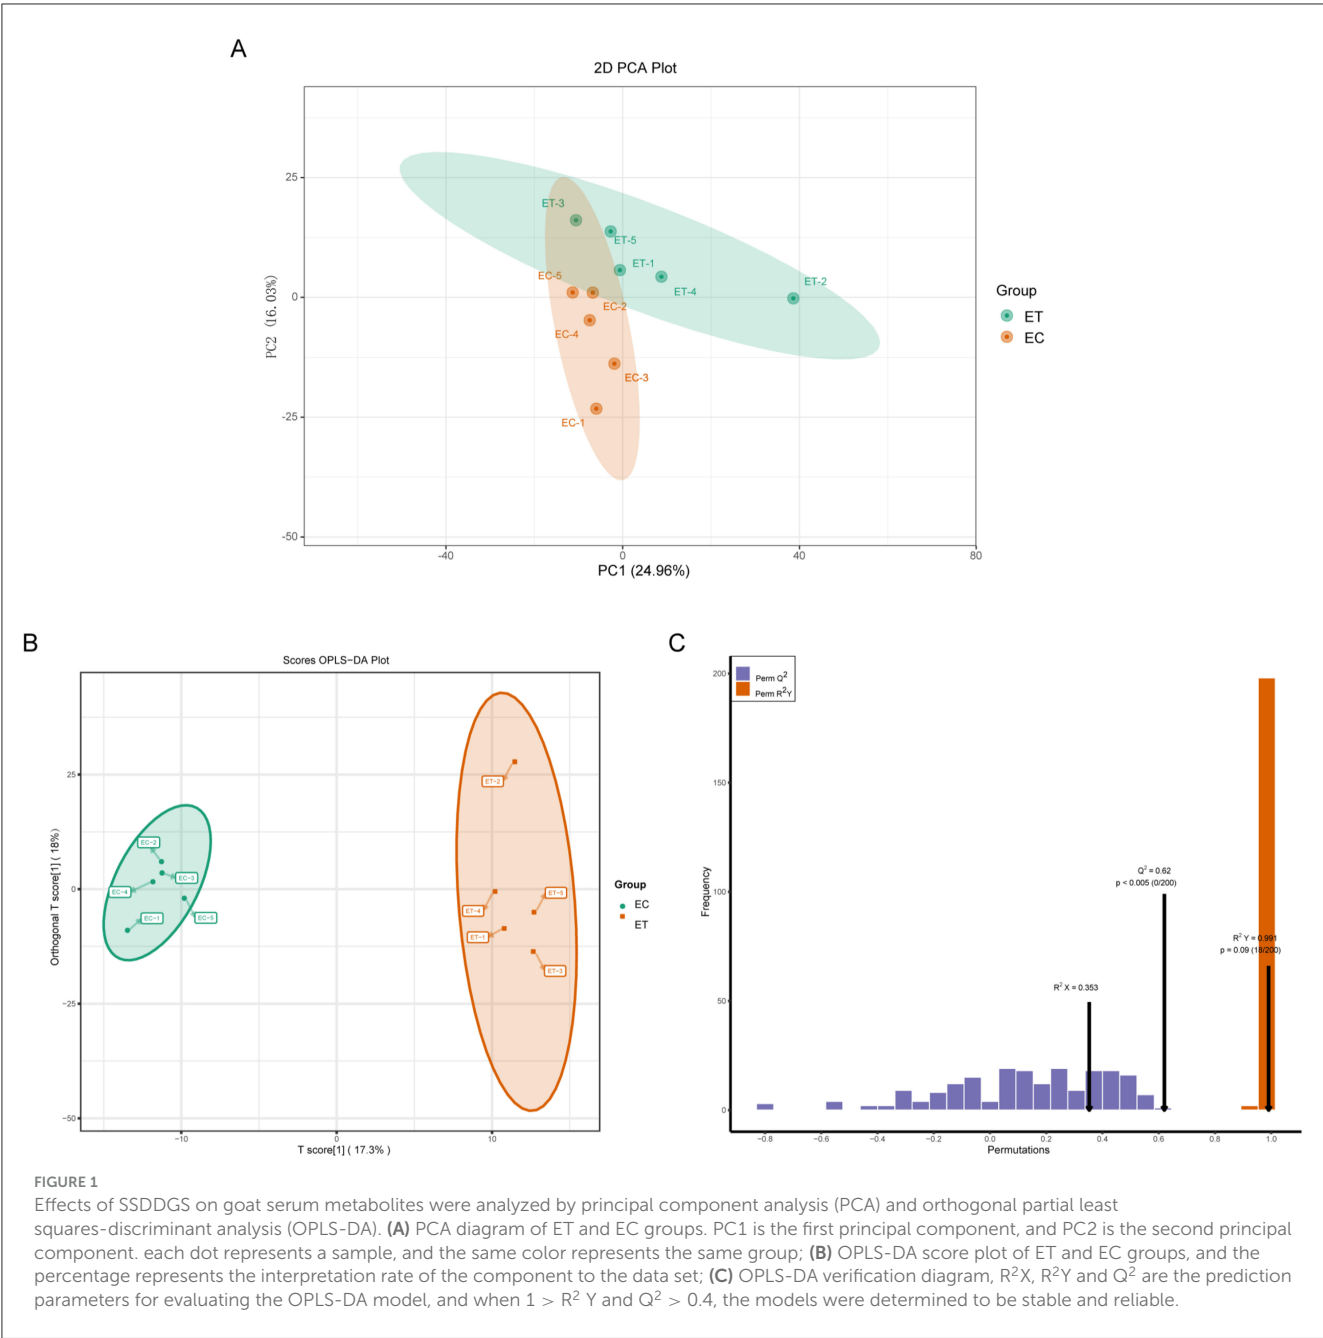 A
2D PCA Plot
25
0
-25
-50
PC2 (16.03%)
-40
0
40
80
PC1 (24.96%)
ET-3
ET-5
ET-1
ET-4
ET-2
EC-5
EC-2
EC-4
EC-3
EC-1
Group
ET
EC
B
Scores OPLS−DA Plot
25
0
−25
−50
Orthogonal T score[1] ( 18%)
−10
0
10
T score[1] ( 17.3% )
EC−2
EC−3
EC−4
EC−1
EC−5
ET−2
ET−5
ET−4
ET−1
ET−3
Group
EC
ET
C
Perm Q²
Perm R²Y
200
150
100
50
0
Frequency
Q² = 0.62
p < 0.005 (0/200)
R² Y = 0.991
p = 0.09 (18/200)
R² X = 0.353
−0.8
−0.6
−0.4
−0.2
0.0
0.2
0.4
0.6
0.8
1.0
Permutations
FIGURE 1
Effects of SSDDGS on goat serum metabolites were analyzed by principal component analysis (PCA) and orthogonal partial least
squares-discriminant analysis (OPLS-DA). (A) PCA diagram of ET and EC groups. PC1 is the first principal component, and PC2 is the second principal
component. each dot represents a sample, and the same color represents the same group; (B) OPLS-DA score plot of ET and EC groups, and the
percentage represents the interpretation rate of the component to the data set; (C) OPLS-DA verification diagram, R²X, R²Y and Q² are the prediction
parameters for evaluating the OPLS-DA model, and when 1 > R² Y and Q² > 0.4, the models were determined to be stable and reliable.